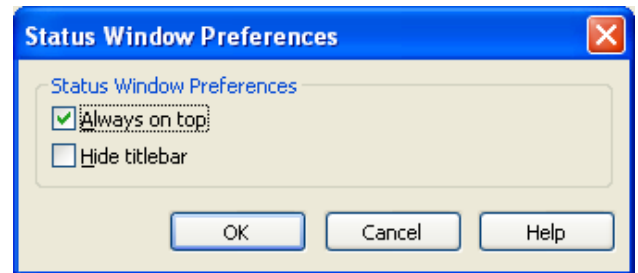 Status Window Preferences
Status Window Preferences
Always on top
Hide titlebar
OK Cancel Help